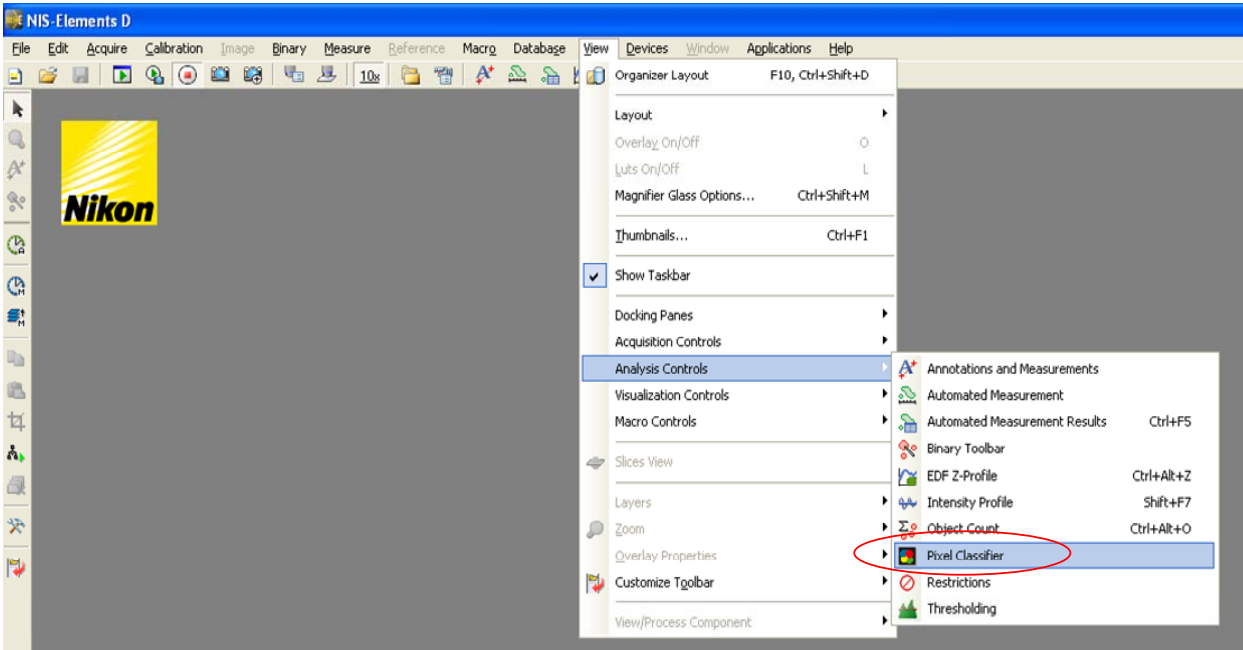 NIS-Elements D
File Edit Acquire Calibration Image Binary Measure Reference Macro Database View Devices Window Applications Help
10x
Organizer Layout F10, Ctrl+Shift+D
Nikon
Layout
Overlay On/Off O
Luts On/Off L
Magnifier Glass Options... Ctrl+Shift+M
Thumbnails... Ctrl+F1
Show Taskbar
Docking Panes
Acquisition Controls
Analysis Controls
Visualization Controls
Macro Controls
Slices View
Layers
Zoom
Overlay Properties
Customize Toolbar
View/Process Component
Annotations and Measurements
Automated Measurement
Automated Measurement Results Ctrl+F5
Binary Toolbar
EDF Z-Profile Ctrl+Alt+Z
Intensity Profile Shift+F7
Object Count Ctrl+Alt+O
Pixel Classifier
Restrictions
Thresholding